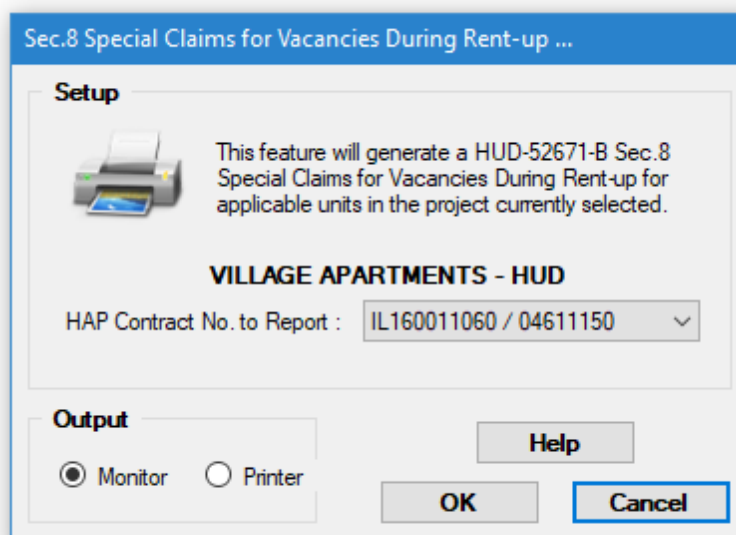 Sec.8 Special Claims for Vacancies During Rent-up ...
Setup
This feature will generate a HUD-52671-B Sec.8
Special Claims for Vacancies During Rent-up for
applicable units in the project currently selected.
VILLAGE APARTMENTS - HUD
HAP Contract No. to Report : IL160011060 / 04611150
Output
Monitor Printer
Help
OK Cancel